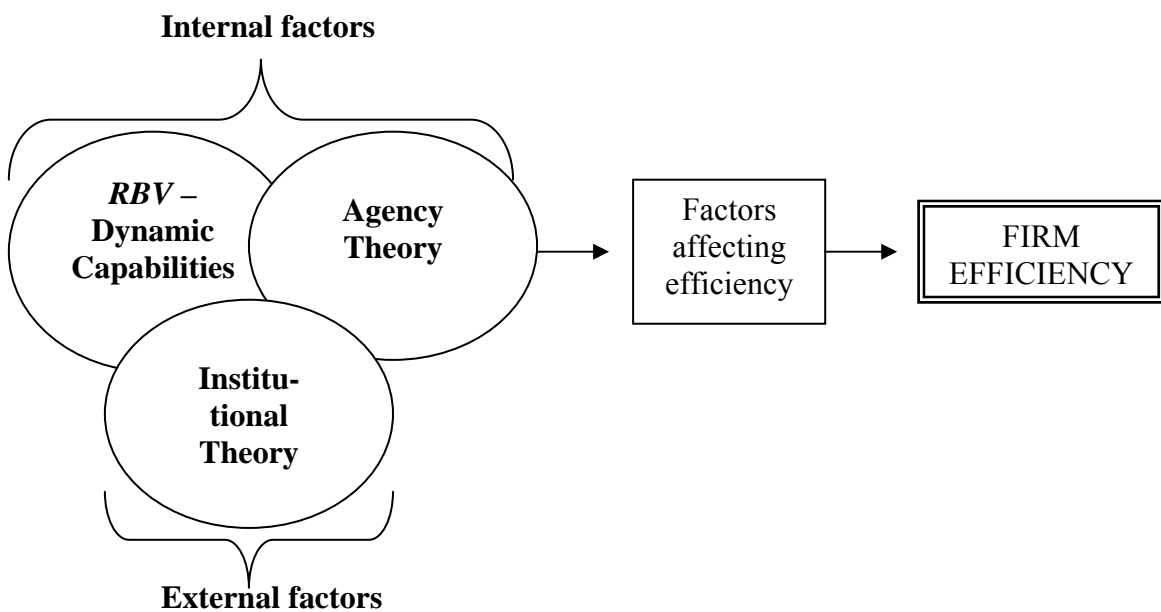 Internal factors
RBV –
Dynamic
Capabilities
Agency
Theory
Institu-
tional
Theory
External factors
Factors
affecting
efficiency
FIRM
EFFICIENCY